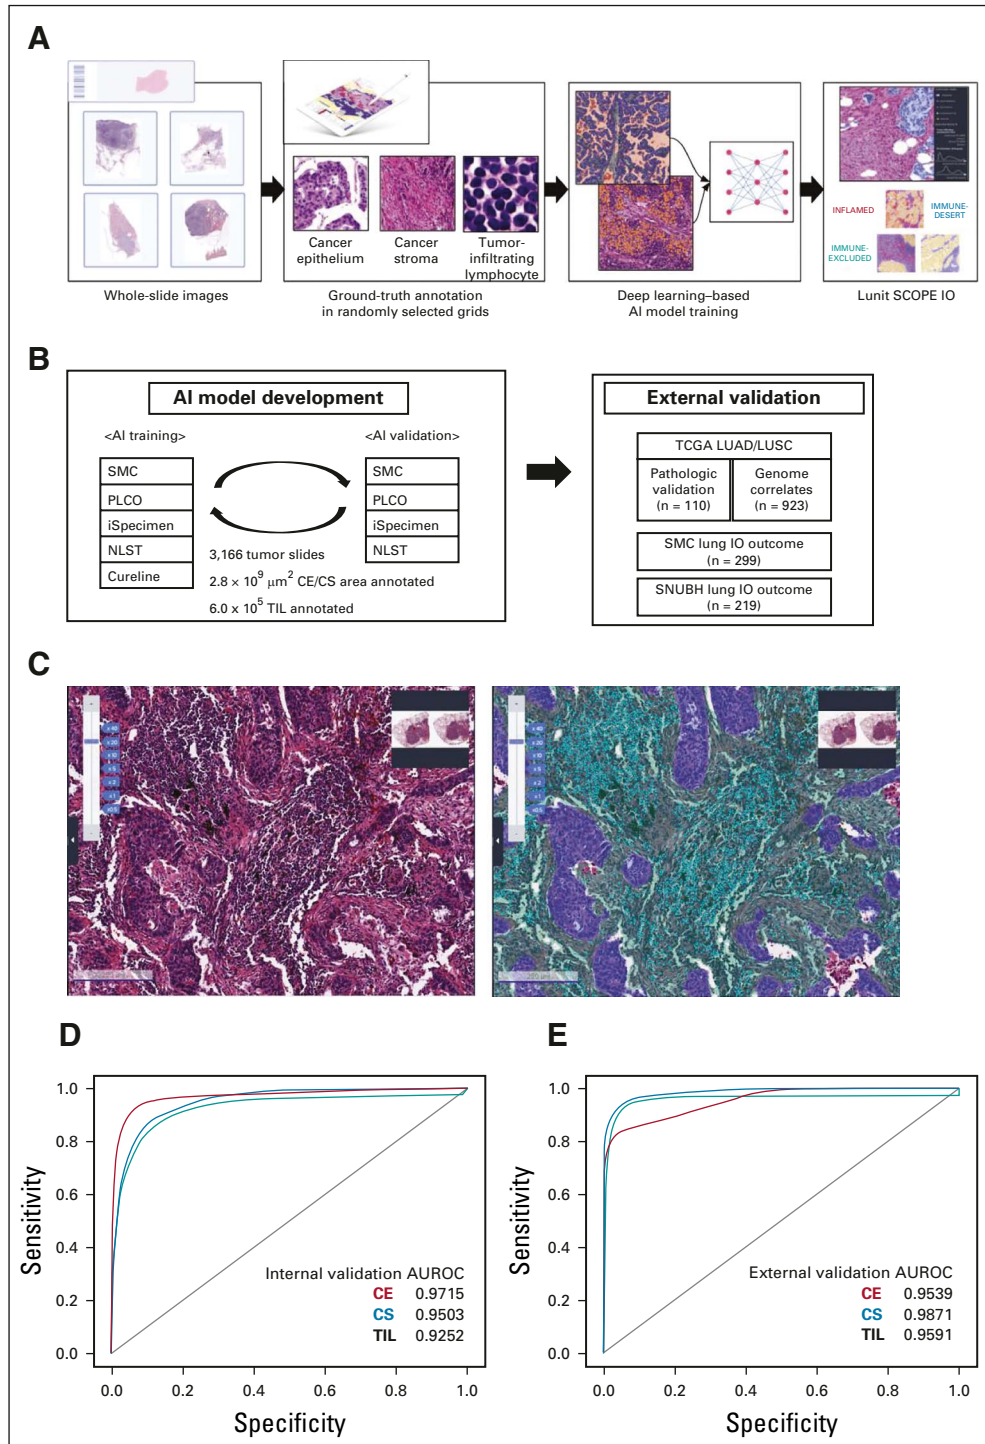 A
Cancer epithelium
Cancer stroma
Tumor-infiltrating lymphocyte
INFLAMED
IMMUNE-DESERT
IMMUNE-EXCLUDED
Whole-slide images
Ground-truth annotation
in randomly selected grids
Deep learning–based
AI model training
Lunit SCOPE IO
B
AI model development
<AI training>
SMC
PLCO
iSpecimen
NLST
Cureline
<AI validation>
SMC
PLCO
iSpecimen
NLST
3,166 tumor slides
2.8 × 10⁹ μm² CE/CS area annotated
6.0 x 10⁵ TIL annotated
External validation
TCGA LUAD/LUSC
Pathologic
validation
(n = 110)
Genome
correlates
(n = 923)
SMC lung IO outcome
(n = 299)
SNUBH lung IO outcome
(n = 219)
C
D
Sensitivity
1.0
0.8
0.6
0.4
0.2
0.0
Internal validation AUROC
CE 0.9715
CS 0.9503
TIL 0.9252
0.0 0.2 0.4 0.6 0.8 1.0
Specificity
E
Sensitivity
1.0
0.8
0.6
0.4
0.2
0.0
External validation AUROC
CE 0.9539
CS 0.9871
TIL 0.9591
0.0 0.2 0.4 0.6 0.8 1.0
Specificity